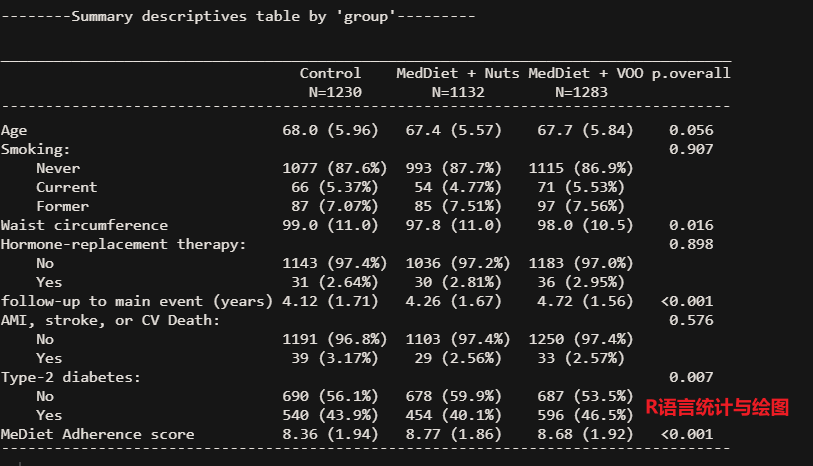 --------Summary descriptives table by 'group'---------
Control MedDiet + Nuts MedDiet + VOO p.overall
N=1230 N=1132 N=1283
Age 68.0 (5.96) 67.4 (5.57) 67.7 (5.84) 0.056
Smoking: 0.907
Never 1077 (87.6%) 993 (87.7%) 1115 (86.9%)
Current 66 (5.37%) 54 (4.77%) 71 (5.53%)
Former 87 (7.07%) 85 (7.51%) 97 (7.56%)
Waist circumference 99.0 (11.0) 97.8 (11.0) 98.0 (10.5) 0.016
Hormone-replacement therapy: 0.898
No 1143 (97.4%) 1036 (97.2%) 1183 (97.0%)
Yes 31 (2.64%) 30 (2.81%) 36 (2.95%)
follow-up to main event (years) 4.12 (1.71) 4.26 (1.67) 4.72 (1.56) <0.001
AMI, stroke, or CV Death: 0.576
No 1191 (96.8%) 1103 (97.4%) 1250 (97.4%)
Yes 39 (3.17%) 29 (2.56%) 33 (2.57%)
Type-2 diabetes: 0.007
No 690 (56.1%) 678 (59.9%) 687 (53.5%)
Yes 540 (43.9%) 454 (40.1%) 596 (46.5%)
R语言统计与绘图
MeDiet Adherence score 8.36 (1.94) 8.77 (1.86) 8.68 (1.92) <0.001